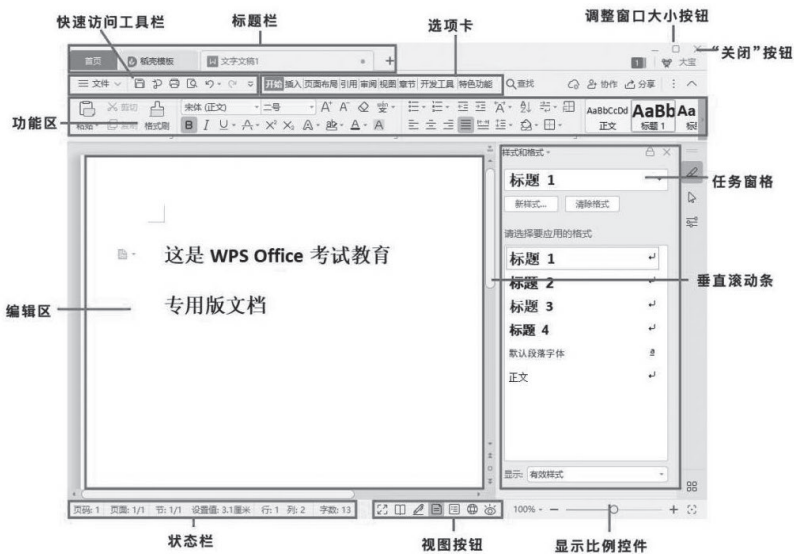 快速访问工具栏
标题栏
选项卡
调整窗口大小按钮
“关闭”按钮
首页 稻壳模板 W 文字文稿1 +
1 大宝
三 文件 开始 插入 页面布局 引用 审阅 视图 章节 开发工具 特色功能 查找 协作 分享
功能区
粘贴 剪切 格式刷 宋体 (正文) 二号 AaBbCcDd AaBb Aa
B I U A X² X₂ A ab A A 正文 标题 1
样式和格式
标题 1
任务窗格
新样式... 清除格式
请选择要应用的格式
标题 1
标题 2
标题 3
标题 4
默认段落字体 a
正文
垂直滚动条
这是 WPS Office 考试教育
专用版文档
编辑区
显示: 有效样式
页码: 1 页面: 1/1 节: 1/1 设置值: 3.1厘米 行: 1 列: 2 字数: 13 100%
状态栏
视图按钮
显示比例控件